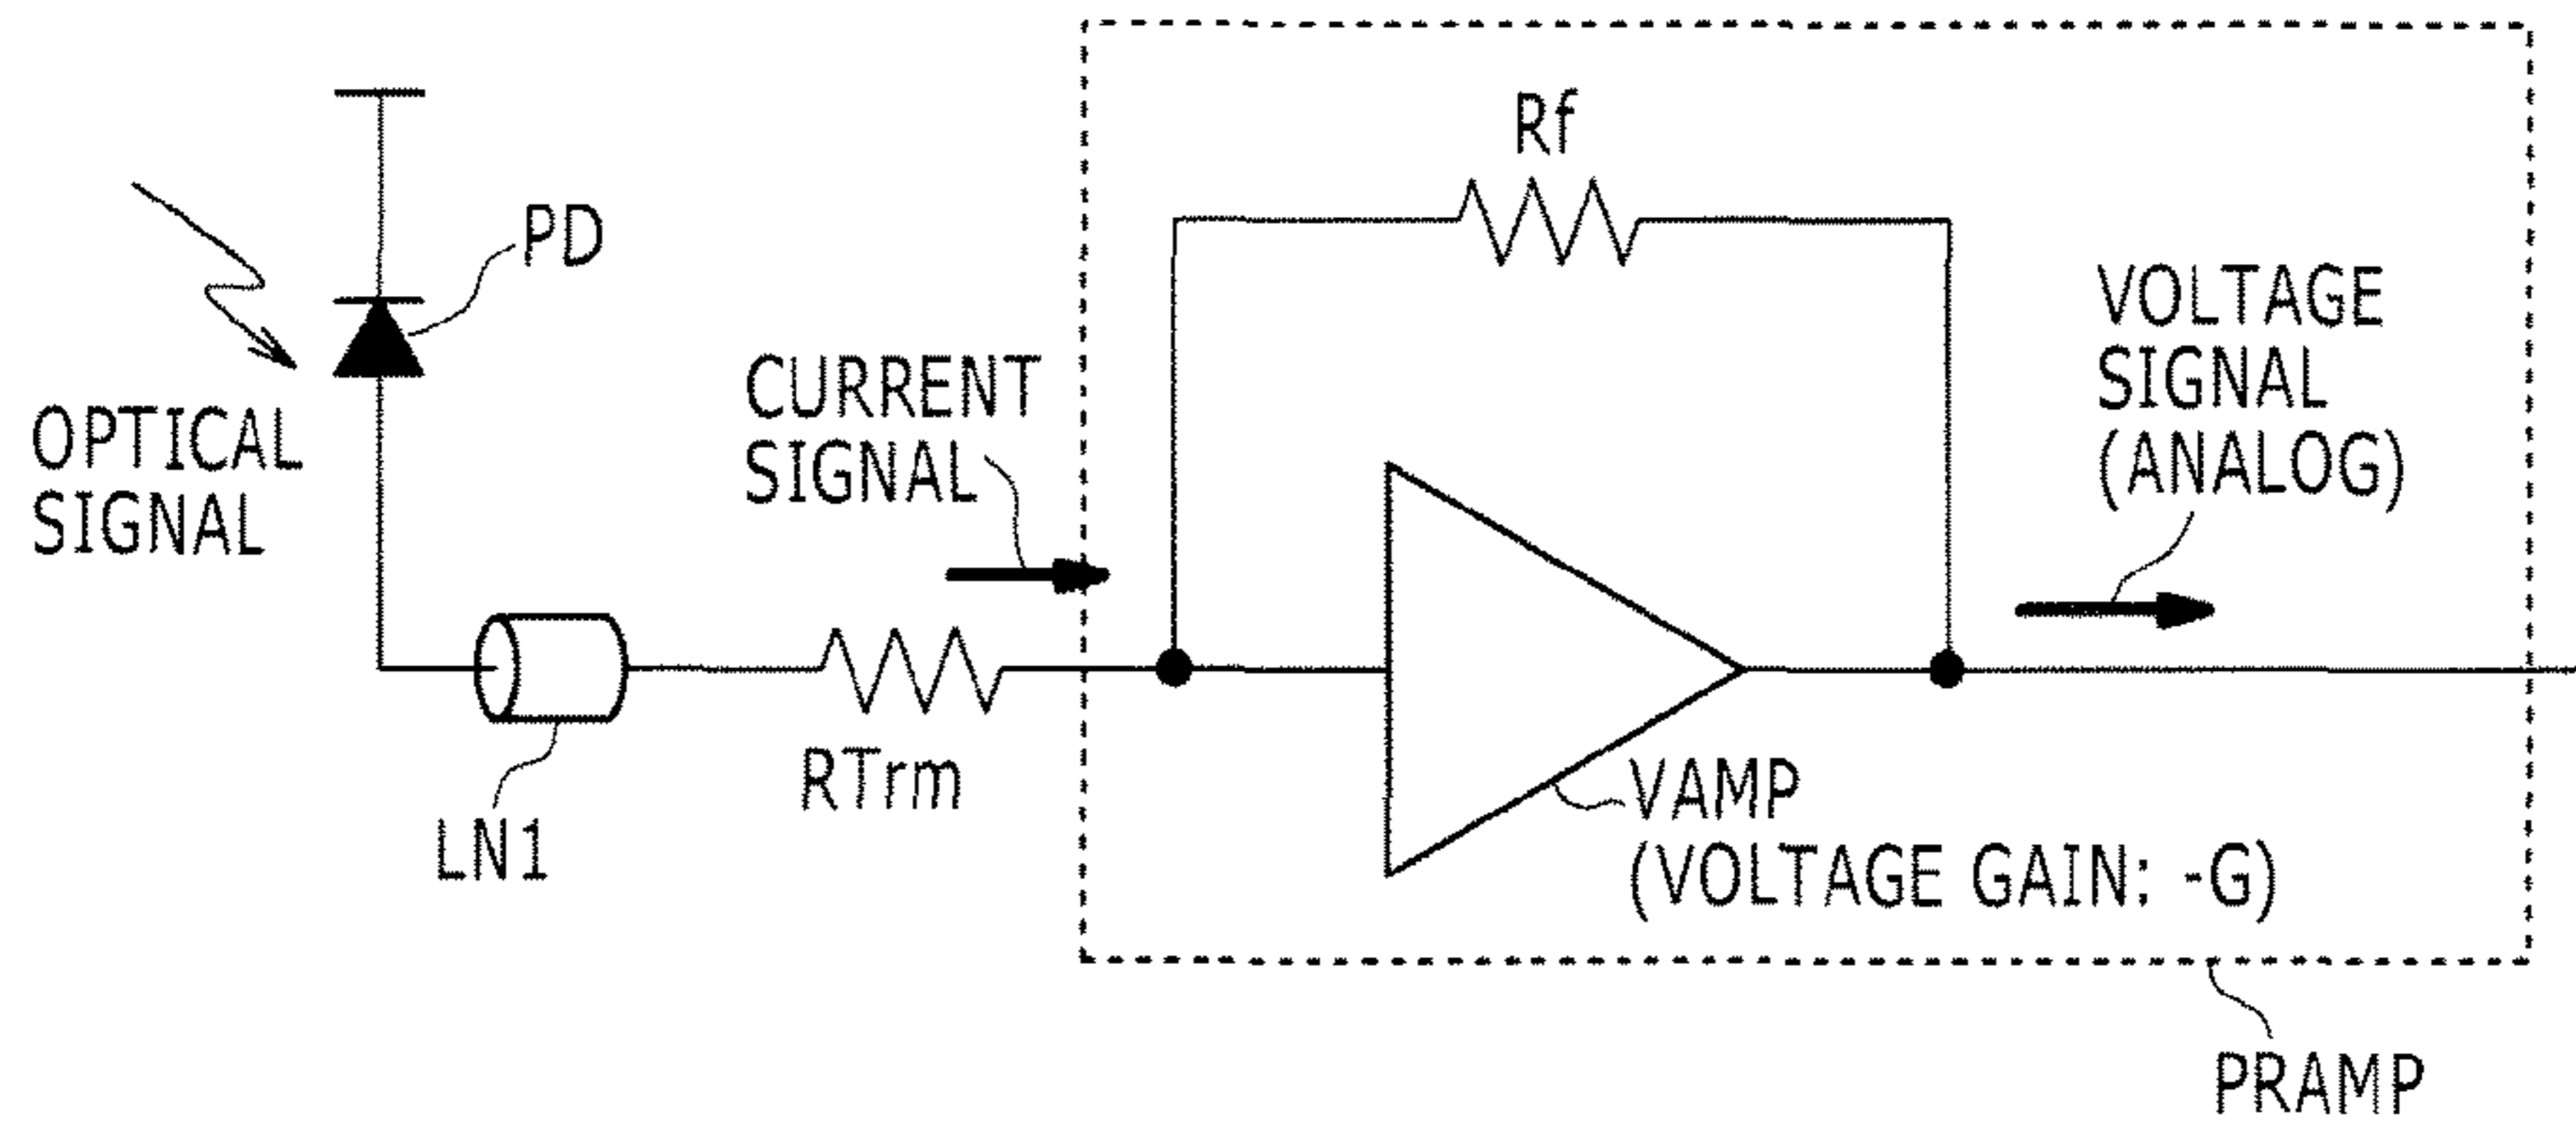 Rf
PD
VOLTAGE
SIGNAL
(ANALOG)
CURRENT
SIGNAL
OPTICAL
SIGNAL
RTrm
LN1
VAMP
(VOLTAGE GAIN: -G)
PRAMP